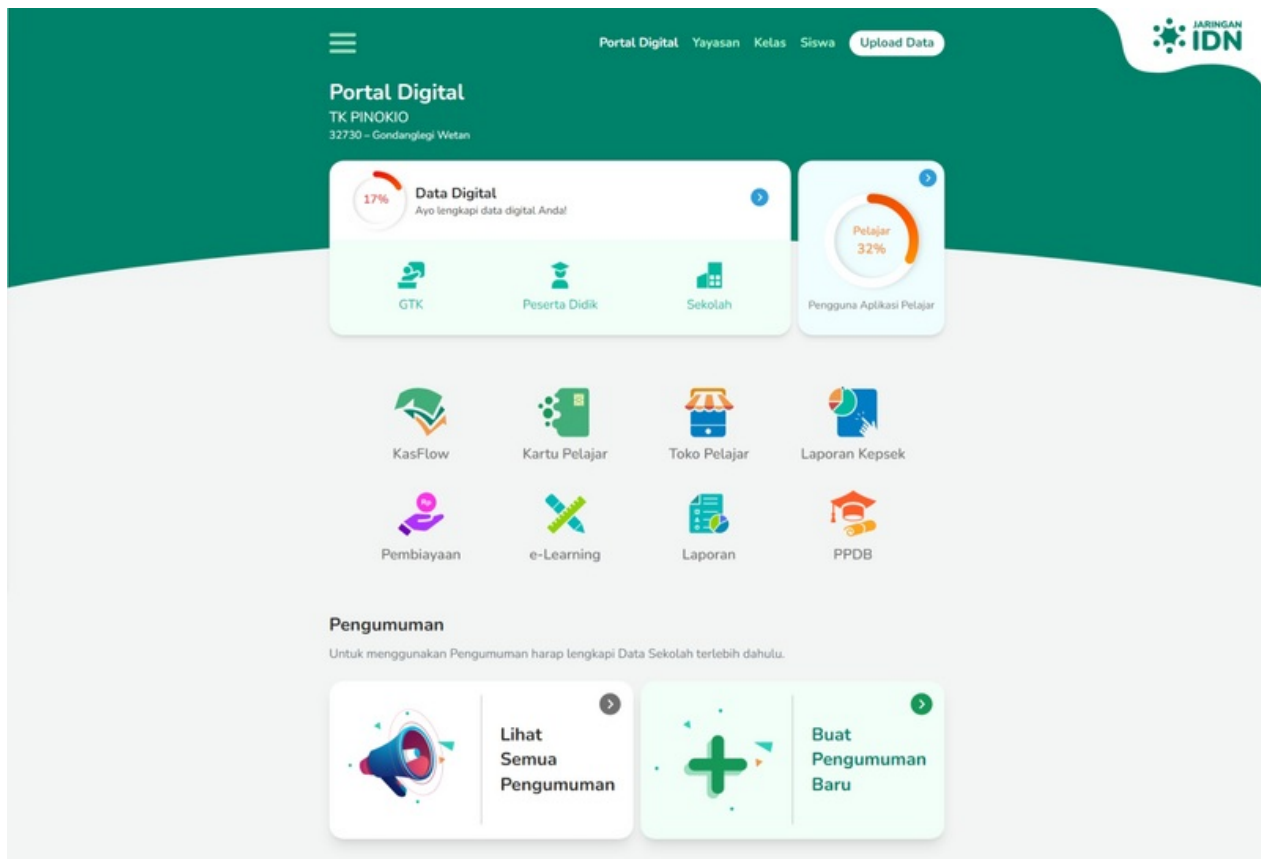 Portal Digital Yayasan Kelas Siswa Upload Data
JARINGAN
IDN
Portal Digital
TK PINOKIO
32730 – Gondanglegi Wetan
17%
Data Digital
Ayo lengkapi data digital Anda!
GTK
Peserta Didik
Sekolah
Pelajar
32%
Pengguna Aplikasi Pelajar
KasFlow
Kartu Pelajar
Toko Pelajar
Laporan Kepsek
Rp
Pembiayaan
e-Learning
Laporan
PPDB
Pengumuman
Untuk menggunakan Pengumuman harap lengkapi Data Sekolah terlebih dahulu.
Lihat
Semua
Pengumuman
Buat
Pengumuman
Baru